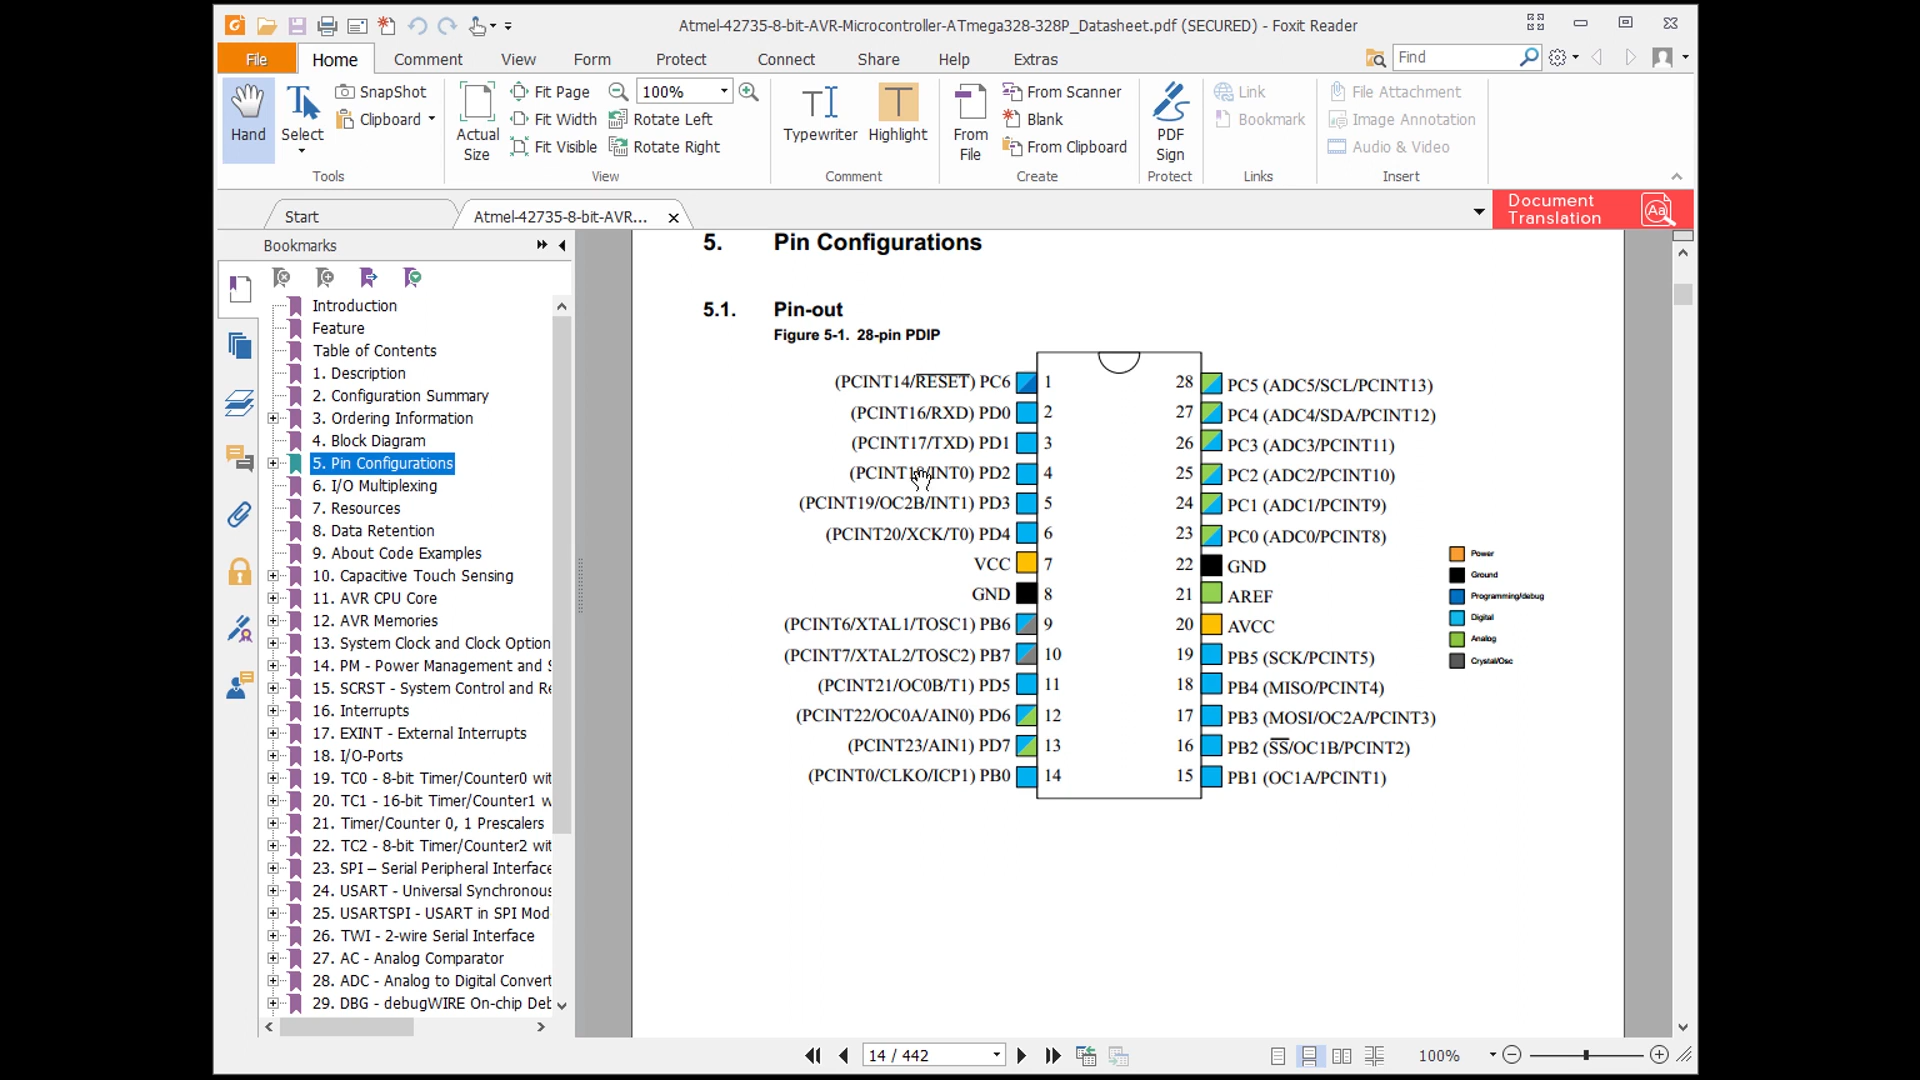 Atmel-42735-8-bit-AVR-Microcontroller-ATmega328-328P_Datasheet.pdf (SECURED) - Foxit Reader
File Home Comment View Form Protect Connect Share Help Extras Find
Hand
Select
SnapShot
Clipboard
Tools
Actual Size
Fit Page
Fit Width
Fit Visible
100%
Rotate Left
Rotate Right
View
Typewriter Highlight
Comment
From File
From Scanner
Blank
From Clipboard
Create
PDF Sign
Protect
Link
Bookmark
Links
File Attachment
Image Annotation
Audio & Video
Insert
Start Atmel-42735-8-bit-AVR...
Document Translation
Aa
Bookmarks
Introduction
Feature
Table of Contents
1. Description
2. Configuration Summary
3. Ordering Information
4. Block Diagram
5. Pin Configurations
6. I/O Multiplexing
7. Resources
8. Data Retention
9. About Code Examples
10. Capacitive Touch Sensing
11. AVR CPU Core
12. AVR Memories
13. System Clock and Clock Option
14. PM - Power Management and S
15. SCRST - System Control and Re
16. Interrupts
17. EXINT - External Interrupts
18. I/O-Ports
19. TC0 - 8-bit Timer/Counter0 wit
20. TC1 - 16-bit Timer/Counter1 w
21. Timer/Counter 0, 1 Prescalers
22. TC2 - 8-bit Timer/Counter2 wit
23. SPI – Serial Peripheral Interface
24. USART - Universal Synchronous
25. USARTSPI - USART in SPI Mod
26. TWI - 2-wire Serial Interface
27. AC - Analog Comparator
28. ADC - Analog to Digital Convert
29. DBG - debugWIRE On-chip Deb
5. Pin Configurations
5.1. Pin-out
Figure 5-1. 28-pin PDIP
(PCINT14/RESET) PC6 1 28 PC5 (ADC5/SCL/PCINT13)
(PCINT16/RXD) PD0 2 27 PC4 (ADC4/SDA/PCINT12)
(PCINT17/TXD) PD1 3 26 PC3 (ADC3/PCINT11)
PD2 4 25 PC2 (ADC2/PCINT10)
(PCINT19/OC2B/INT1) PD3 5 24 PC1 (ADC1/PCINT9)
(PCINT20/XCK/T0) PD4 6 23 PC0 (ADC0/PCINT8)
VCC 7 22 GND
GND 8 21 AREF
(PCINT6/XTAL1/TOSC1) PB6 9 20 AVCC
(PCINT7/XTAL2/TOSC2) PB7 10 19 PB5 (SCK/PCINT5)
(PCINT21/OC0B/T1) PD5 11 18 PB4 (MISO/PCINT4)
(PCINT22/OC0A/AIN0) PD6 12 17 PB3 (MOSI/OC2A/PCINT3)
(PCINT23/AIN1) PD7 13 16 PB2 (SS/OC1B/PCINT2)
(PCINT0/CLKO/ICP1) PB0 14 15 PB1 (OC1A/PCINT1)
Power
Ground
Programming/debug
Digital
Analog
Crystal/Osc
14 / 442
100%